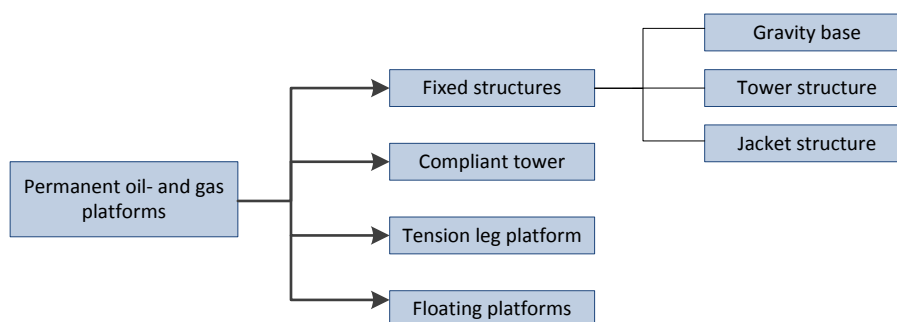 Gravity base
Fixed structures
Tower structure
Jacket structure
Compliant tower
Permanent oil- and gas
platforms
Tension leg platform
Floating platforms